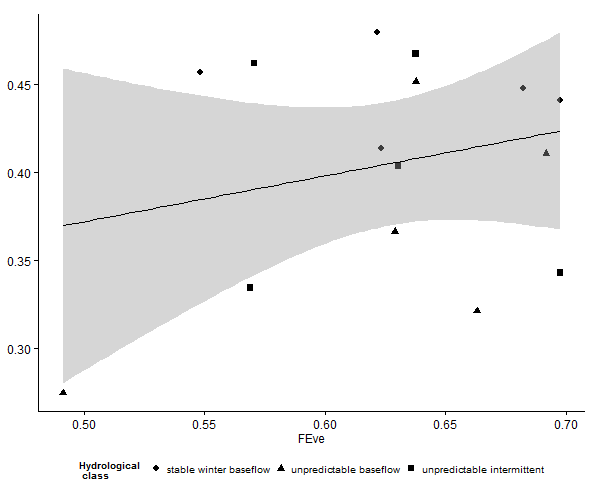 0.45
0.40
0.35
0.30
0.50 0.55 0.60 0.65 0.70
FEve
Hydrological
class
stable winter baseflow unpredictable baseflow unpredictable intermittent